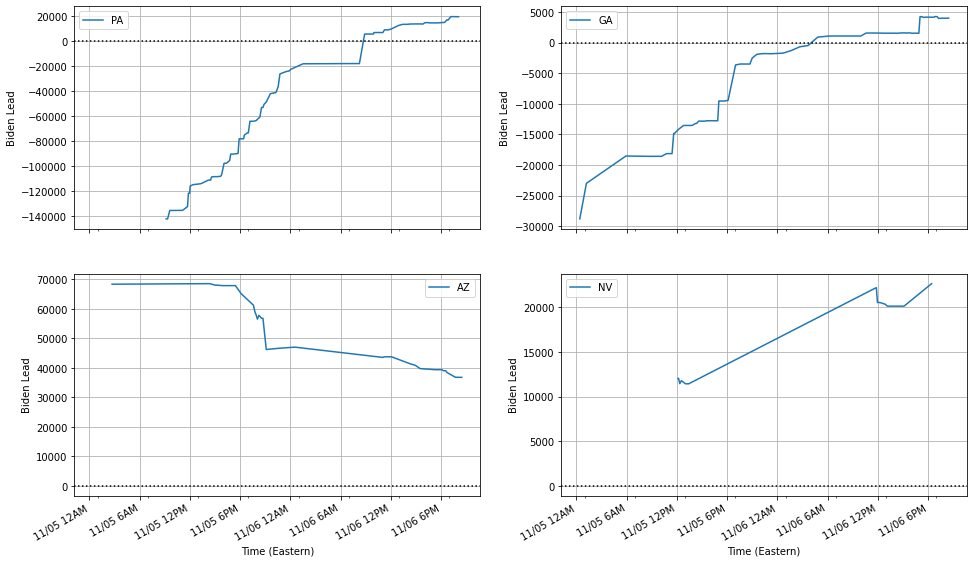 PA
20000
0
−20000
−40000
−60000
−80000
−100000
−120000
−140000
Biden Lead
GA
5000
0
−5000
−10000
−15000
−20000
−25000
−30000
Biden Lead
AZ
70000
60000
50000
40000
30000
20000
10000
0
Biden Lead
11/05 12AM
11/05 6AM
11/05 12PM
11/05 6PM
11/06 12AM
11/06 6AM
11/06 12PM
11/06 6PM
Time (Eastern)
NV
20000
15000
10000
5000
0
Biden Lead
11/05 12AM
11/05 6AM
11/05 12PM
11/05 6PM
11/06 12AM
11/06 6AM
11/06 12PM
11/06 6PM
Time (Eastern)